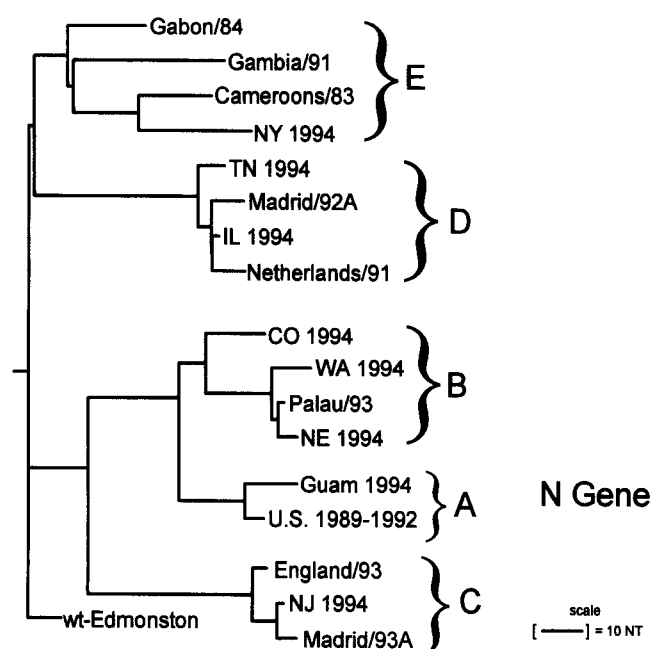 Gabon/84
Gambia/91
Cameroons/83
NY 1994
E
TN 1994
Madrid/92A
IL 1994
Netherlands/91
D
CO 1994
WA 1994
Palau/93
NE 1994
B
Guam 1994
U.S. 1989-1992
A
N Gene
England/93
NJ 1994
Madrid/93A
C
wt-Edmonston
scale
[ — ] = 10 NT